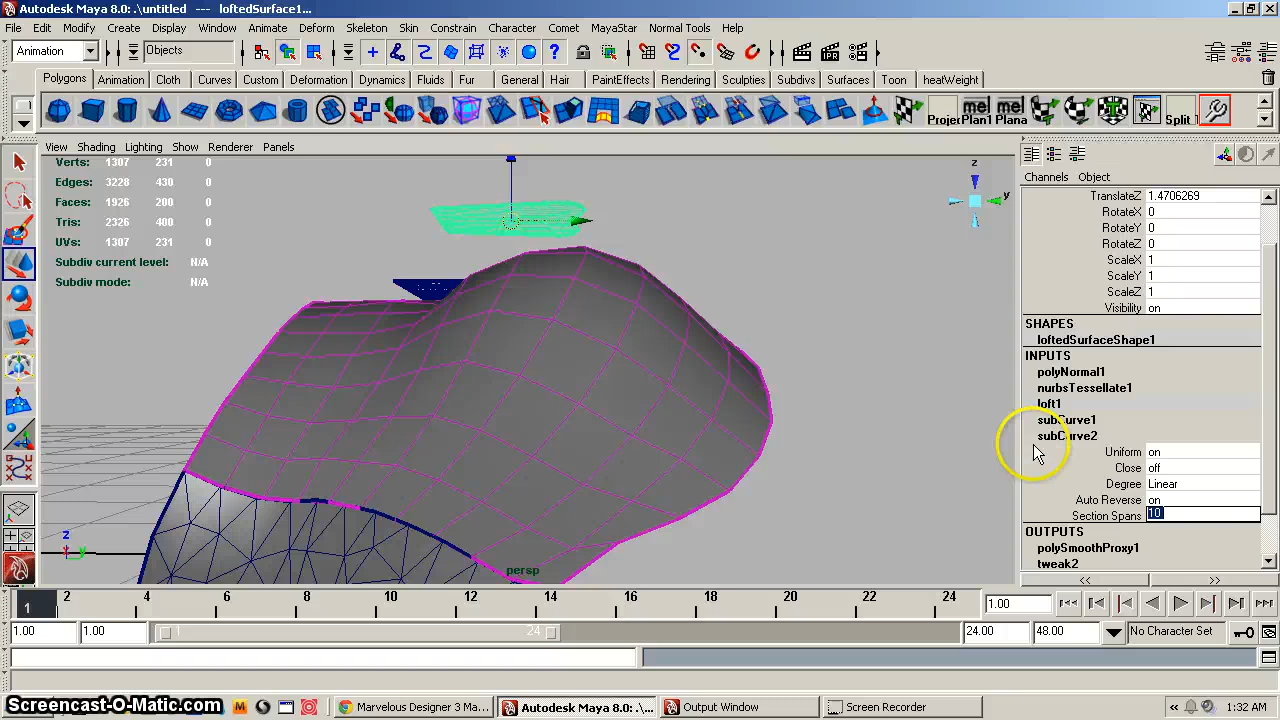 Autodesk Maya 8.0: .\untitled --- loftedSurface1...
File Edit Modify Create Display Window Animate Deform Skeleton Skin Constrain Character MayaStar Normal Tools Help
Animation Objects
Polygons Animation Cloth Curves Custom Deformation Dynamics Fluids Fur General Hair PaintEffects Rendering Sculptes Subdivs Surfaces Toon heatWeight
Projec Plan1 Plana Split_
View Shading Lighting Show Renderer Panels
Verts: 1307 231 0
Edges: 3228 430 0
Faces: 1926 200 0
Tris: 2326 400 0
UVs: 1307 231 0
Subdiv current level: N/A
Subdiv mode: N/A
z
y
z
y
persp
Channels Object
TranslateZ 1.4706269
RotateX 0
RotateY 0
RotateZ 0
ScaleX 1
ScaleY 1
ScaleZ 1
Visibility on
SHAPES
loftedSurfaceShape1
INPUTS
polyNormal1
nurbsTessellate1
loft1
subCurve1
subCurve2
Uniform on
Close off
Degree Linear
Auto Reverse on
Section Spans 10
OUTPUTS
polySmoothProxy1
tweak2
<< >>
1 2 4 6 8 10 12 14 16 18 20 22 24 1.00
1.00 1.00 1 24 24.00 48.00 No Character Set
Screencast-O-Matic.com Marvelous Designer 3 Ma... Autodesk Maya 8.0: .\... Output Window Screen Recorder 1:32 AM